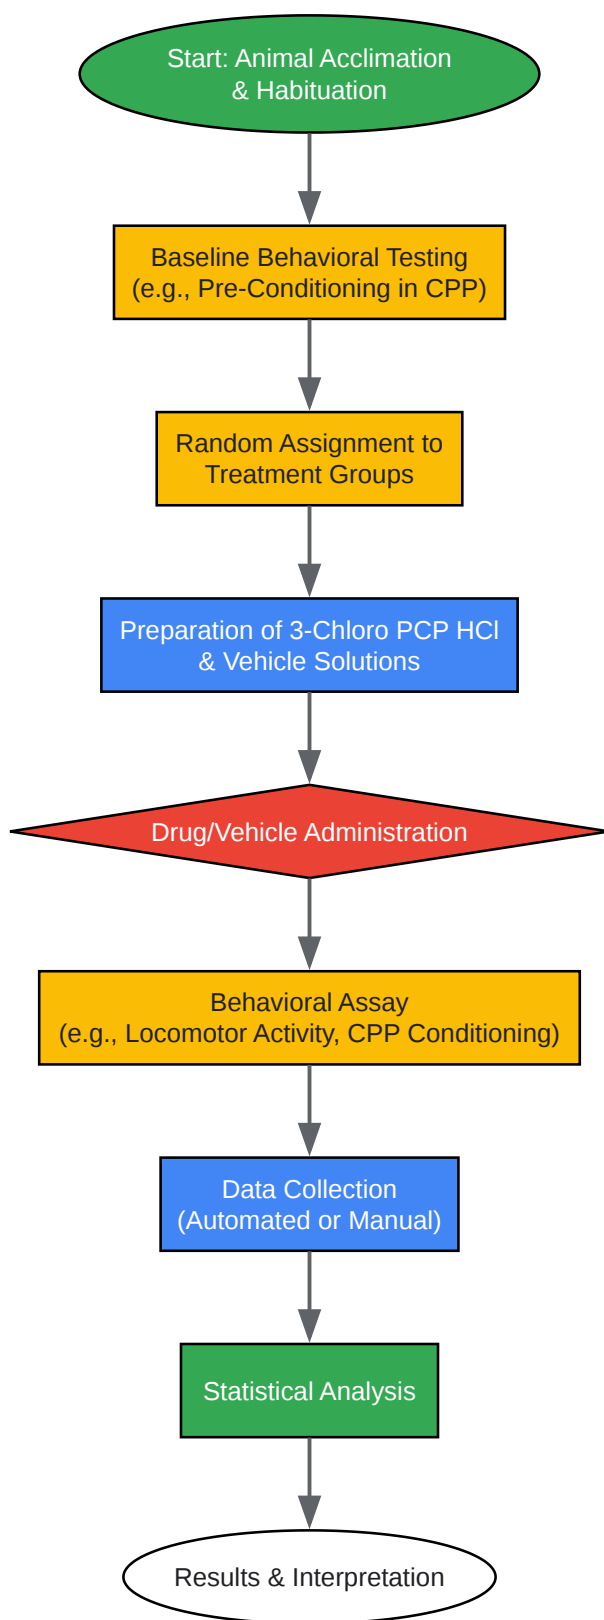 Start: Animal Acclimation
& Habituation
Baseline Behavioral Testing
(e.g., Pre-Conditioning in CPP)
Random Assignment to
Treatment Groups
Preparation of 3-Chloro PCP HCl
& Vehicle Solutions
Drug/Vehicle Administration
Behavioral Assay
(e.g., Locomotor Activity, CPP Conditioning)
Data Collection
(Automated or Manual)
Statistical Analysis
Results & Interpretation